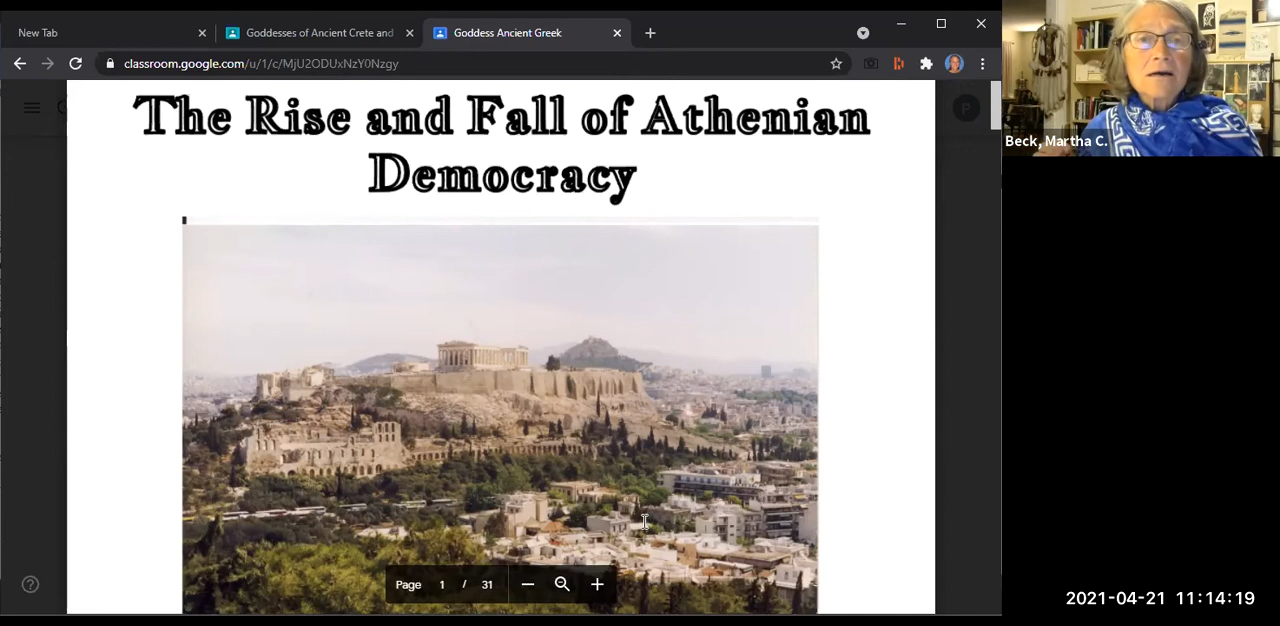 New Tab
Goddesses of Ancient Crete and
Goddess Ancient Greek
classroom.google.com/u/1/c/MjU2ODUxNzY0Nzgy
P
The Rise and Fall of Athenian
Democracy
Beck, Martha C.
Page 1 / 31
2021-04-21 11:14:19